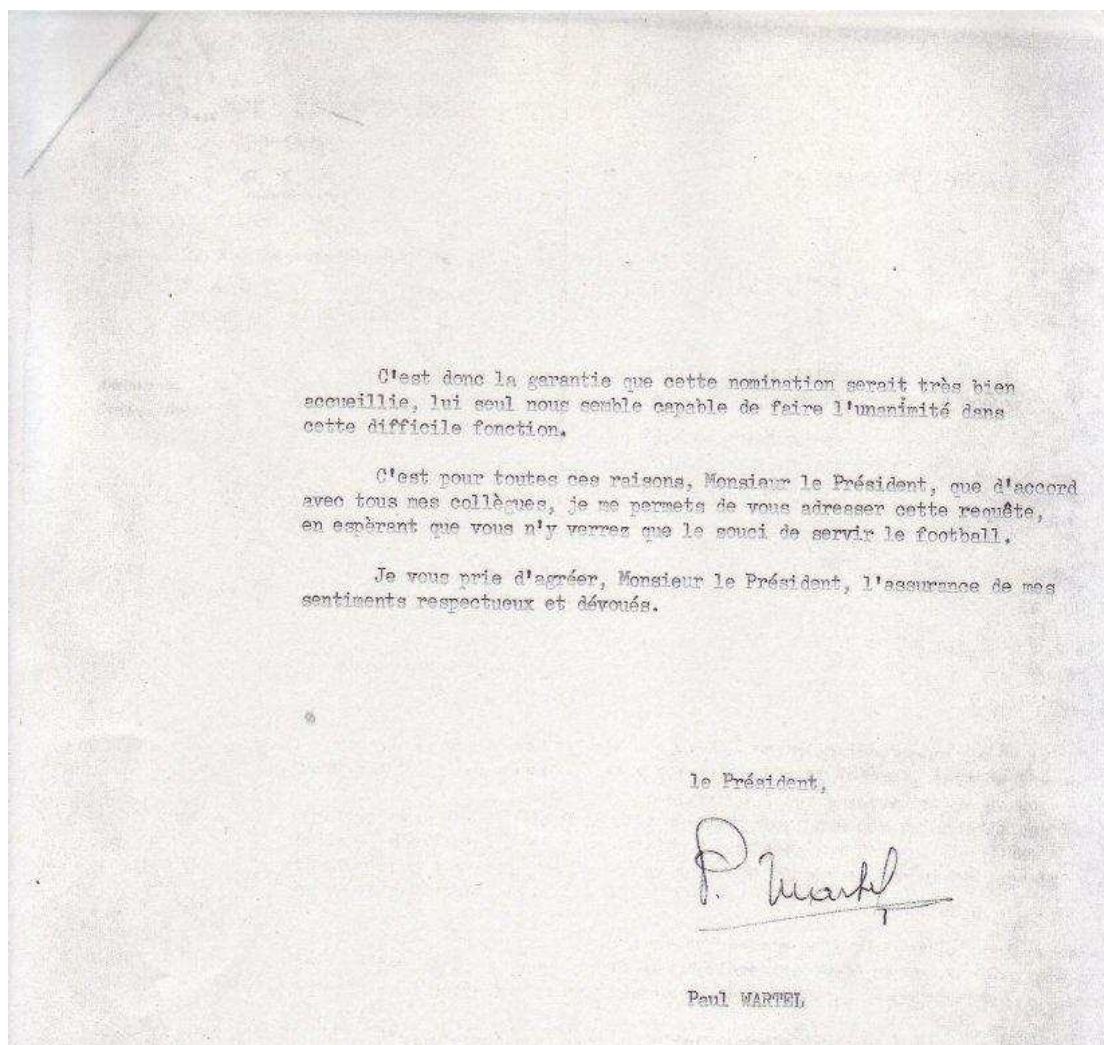 C'est donc la garantie que cette nomination serait très bien
accueillie, lui seul nous semble capable de faire l'unanimité dans
cette difficile fonction.
C'est pour toutes ces raisons, Monsieur le Président, que d'accord
avec tous mes collègues, je me permets de vous adresser cette requête,
en espèrant que vous n'y verrez que le souci de servir le football.
Je vous prie d'agréer, Monsieur le Président, l'assurance de mes
sentiments respectueux et dévoués.
le Président,
P. Martel
Paul MARTEL